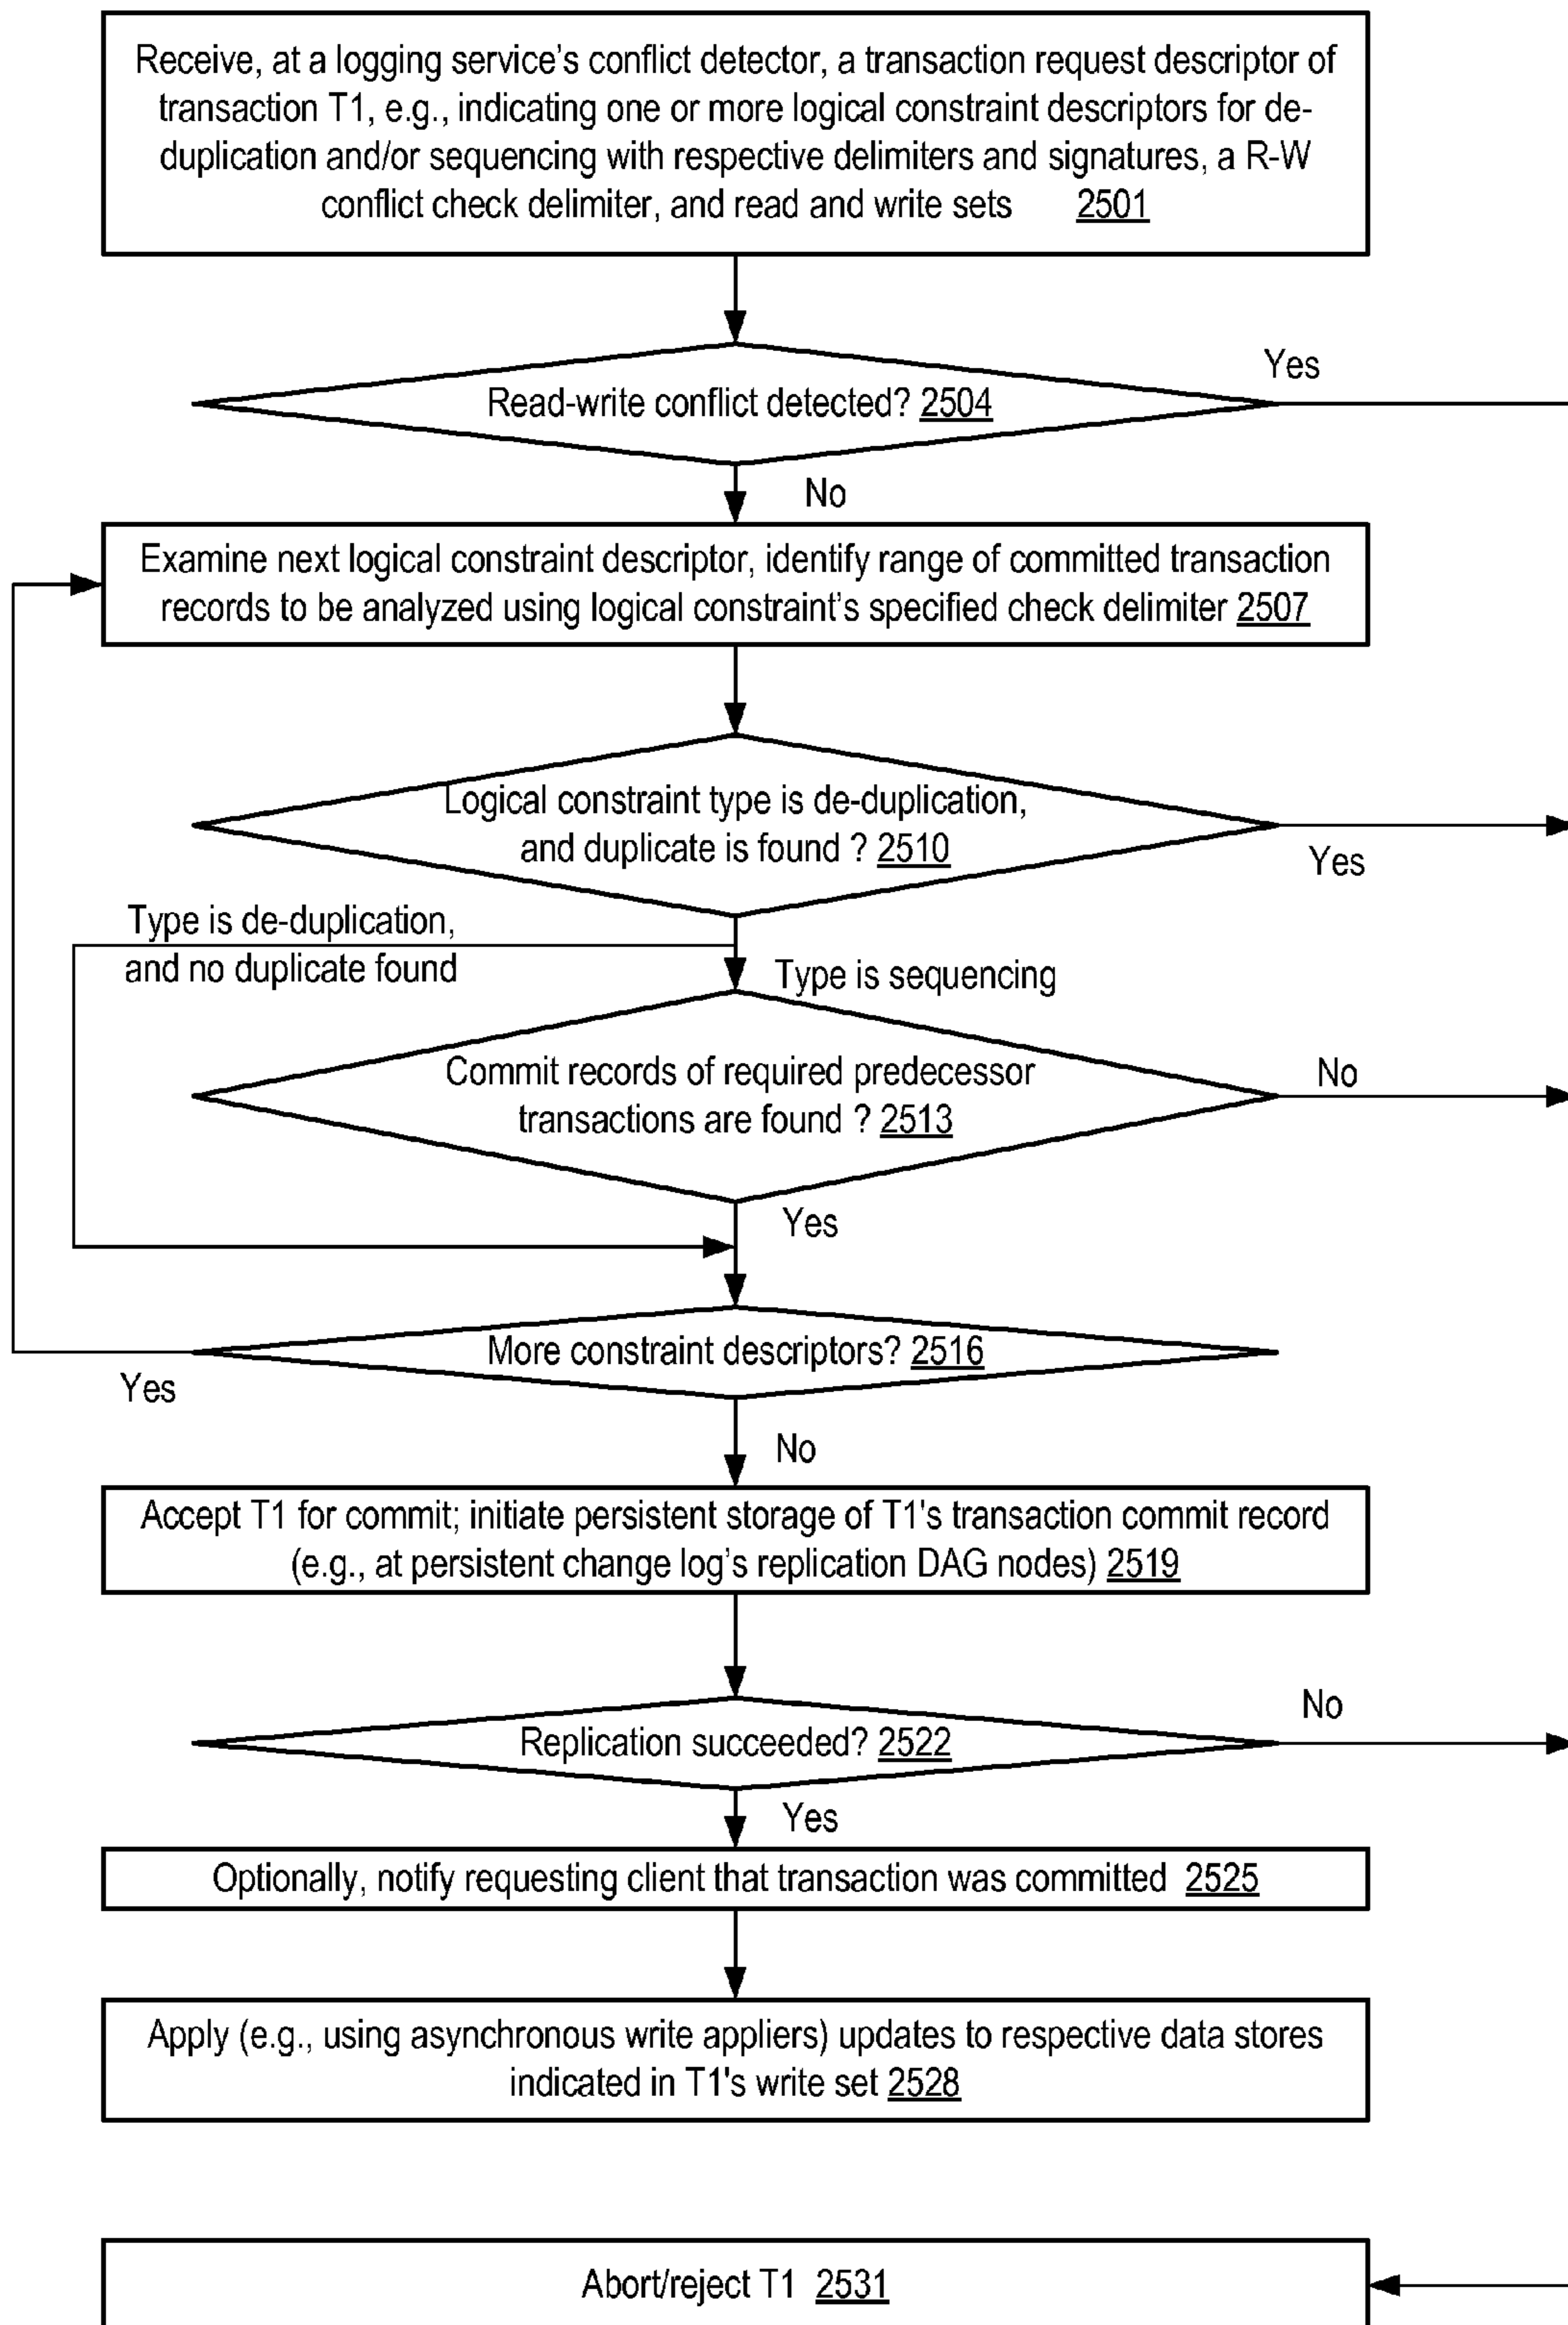 Receive, at a logging service's conflict detector, a transaction request descriptor of
transaction T1, e.g., indicating one or more logical constraint descriptors for de-
duplication and/or sequencing with respective delimiters and signatures, a R-W
conflict check delimiter, and read and write sets 2501
Yes
Read-write conflict detected? 2504
No
Examine next logical constraint descriptor, identify range of committed transaction
records to be analyzed using logical constraint's specified check delimiter 2507
Logical constraint type is de-duplication,
and duplicate is found ? 2510
Yes
Type is de-duplication,
and no duplicate found
Type is sequencing
Commit records of required predecessor
transactions are found ? 2513
No
Yes
More constraint descriptors? 2516
Yes
No
Accept T1 for commit; initiate persistent storage of T1's transaction commit record
(e.g., at persistent change log's replication DAG nodes) 2519
No
Replication succeeded? 2522
Yes
Optionally, notify requesting client that transaction was committed 2525
Apply (e.g., using asynchronous write appliers) updates to respective data stores
indicated in T1's write set 2528
Abort/reject T1 2531